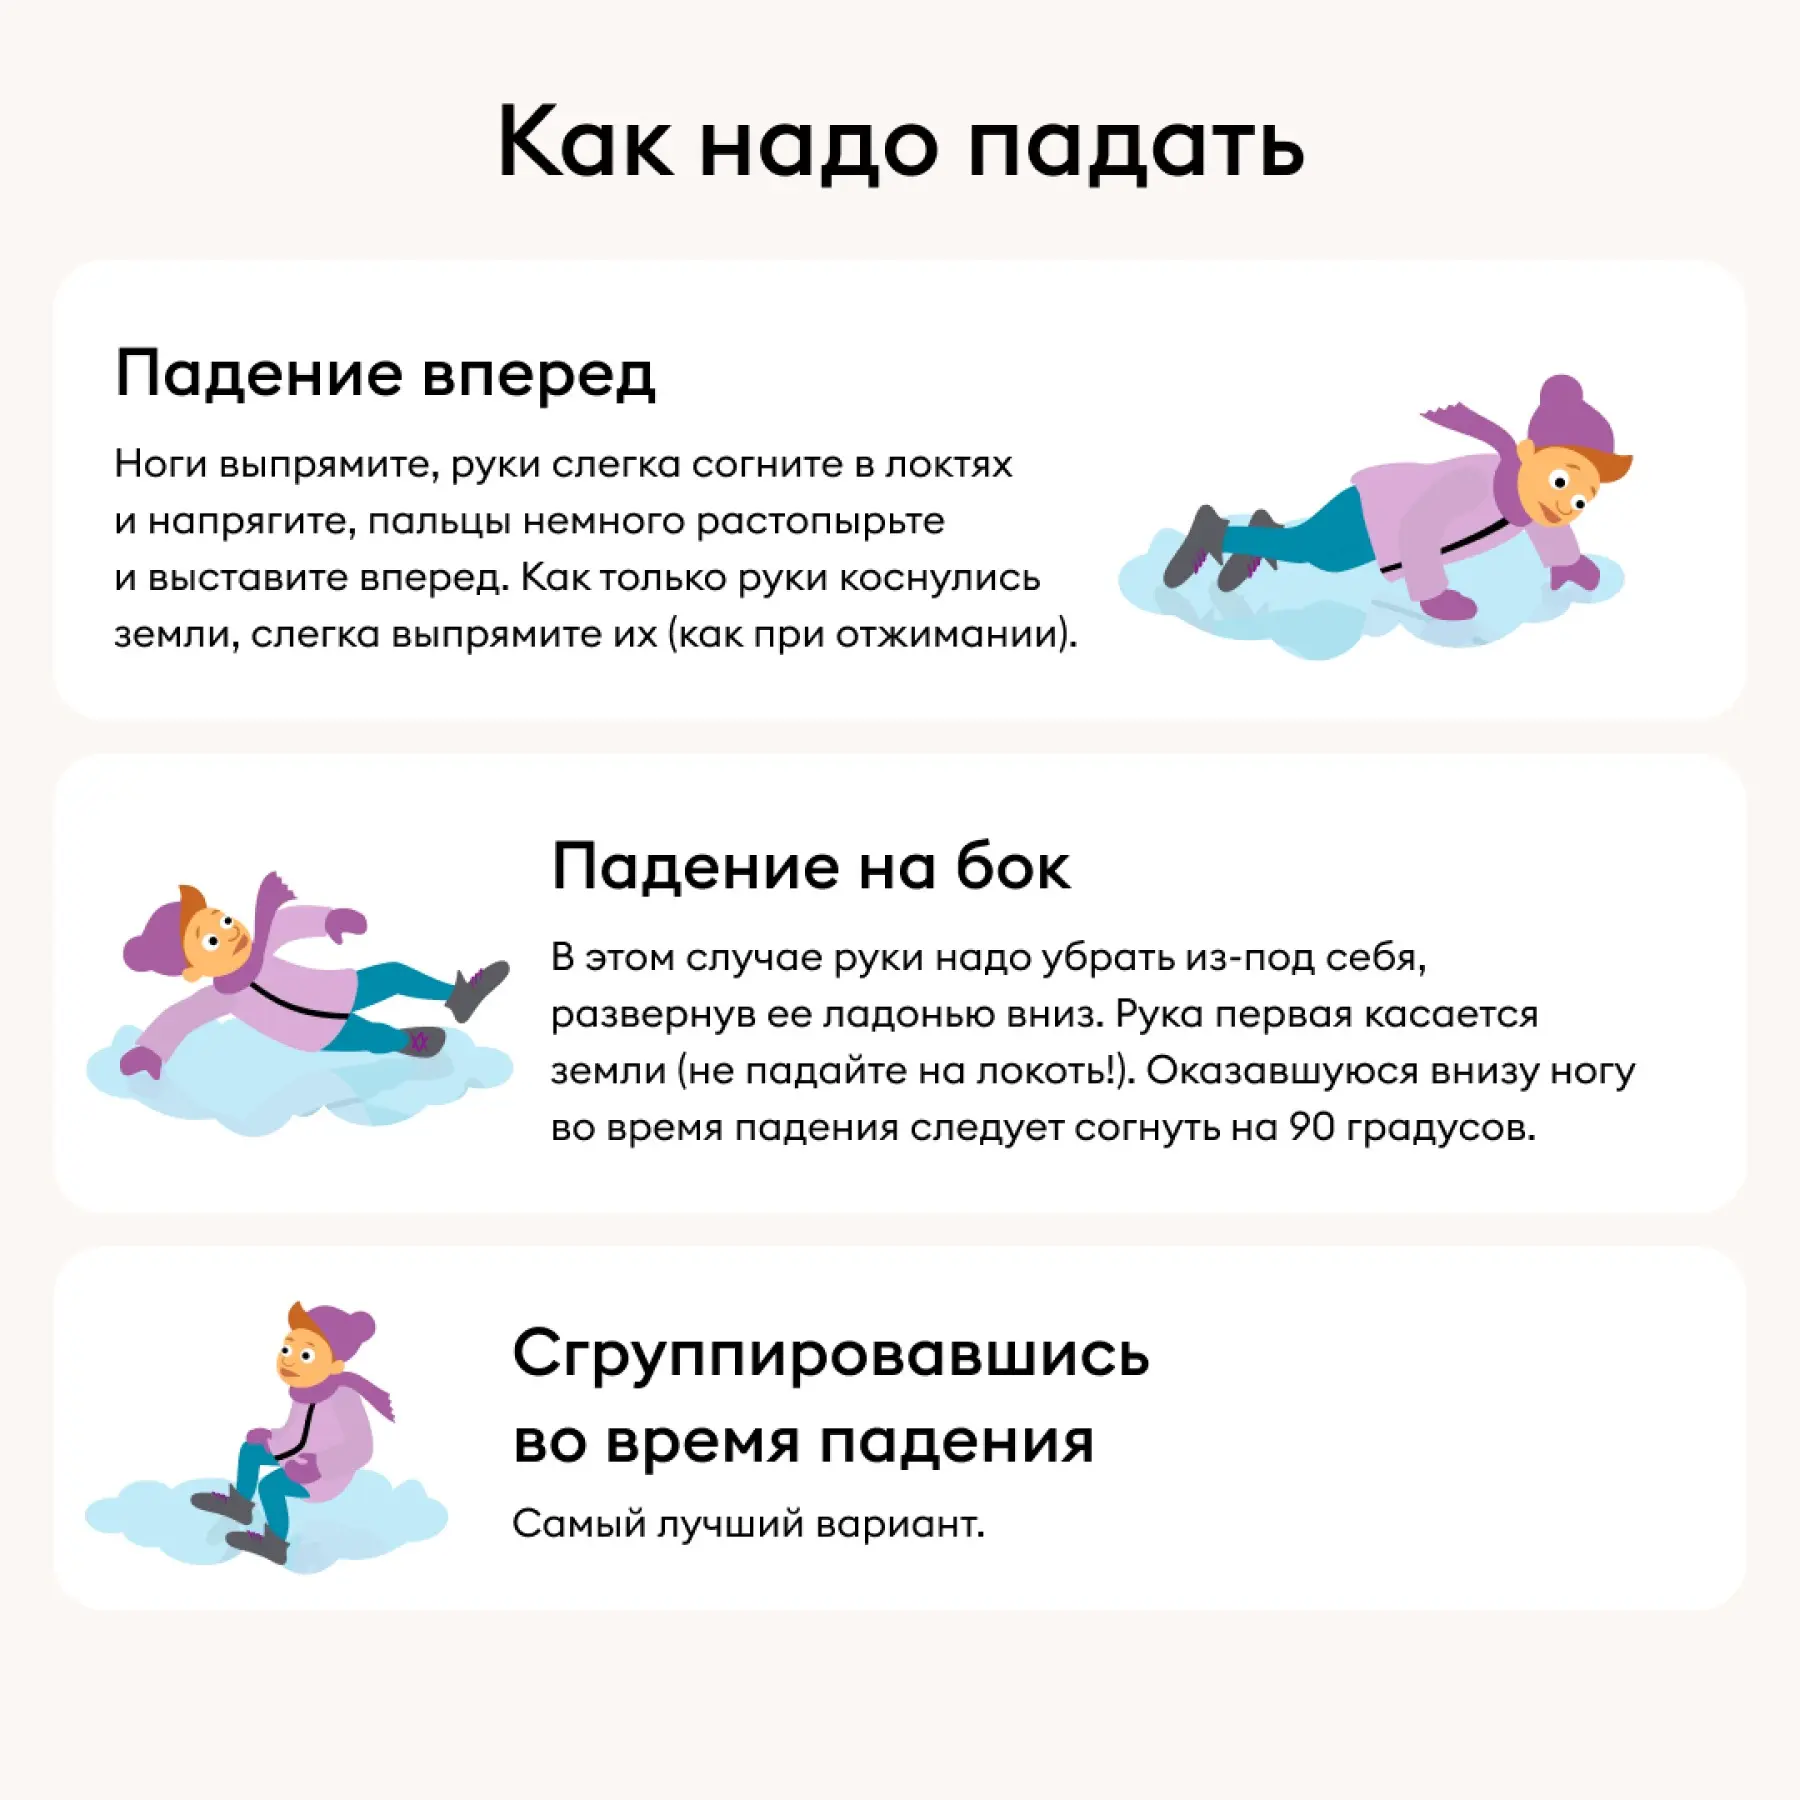 Как надо падать
Падение вперед
Ноги выпрямите, руки слегка согните в локтях
и напрягите, пальцы немного растопырьте
и выставите вперед. Как только руки коснулись
земли, слегка выпрямите их (как при отжимании).
Падение на бок
В этом случае руки надо убрать из-под себя,
развернув ее ладонью вниз. Рука первая касается
земли (не падайте на локоть!). Оказавшуюся внизу ногу
во время падения следует согнуть на 90 градусов.
Сгруппировавшись
во время падения
Самый лучший вариант.